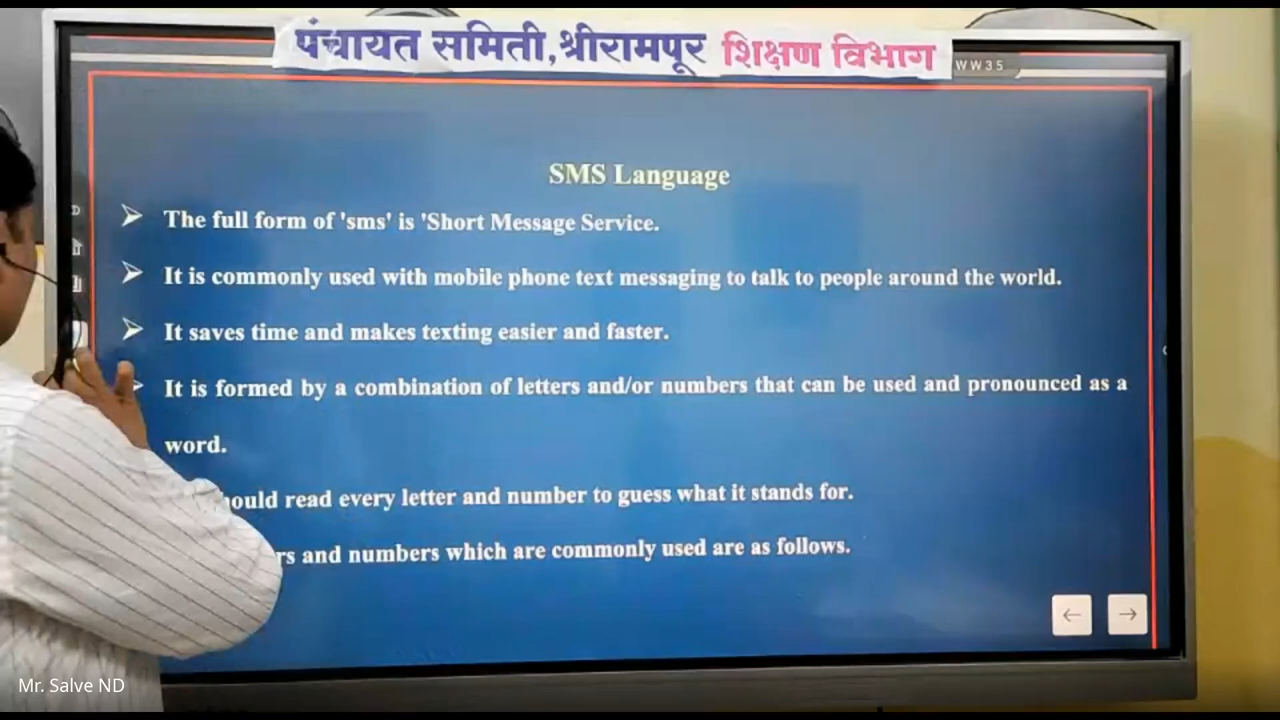 पंचायत समिती,श्रीरामपूर शिक्षण विभाग
WW35
SMS Language
➢ The full form of 'sms' is 'Short Message Service.
➢ It is commonly used with mobile phone text messaging to talk to people around the world.
➢ It saves time and makes texting easier and faster.
➢ It is formed by a combination of letters and/or numbers that can be used and pronounced as a
word.
read every letter and number to guess what it stands for.
and numbers which are commonly used are as follows.
Mr. Salve ND